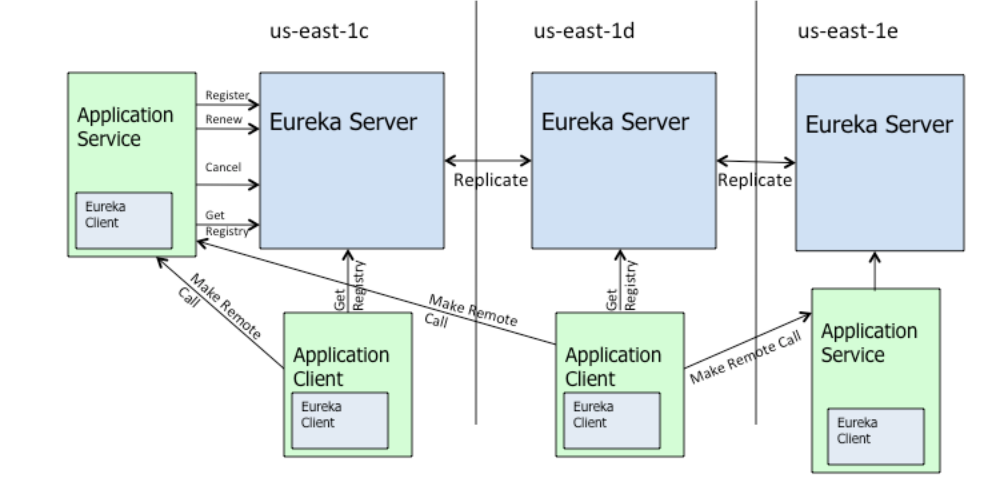 us-east-1c
us-east-1d
us-east-1e
Application
Service
Eureka
Client
Register
Renew
Cancel
Get
Registry
Eureka Server
Replicate
Eureka Server
Replicate
Eureka Server
Make Remote
Call
Get
Registry
Make Remote
Call
Get
Registry
Make Remote Call
Application
Client
Eureka
Client
Application
Client
Eureka
Client
Application
Service
Eureka
Client